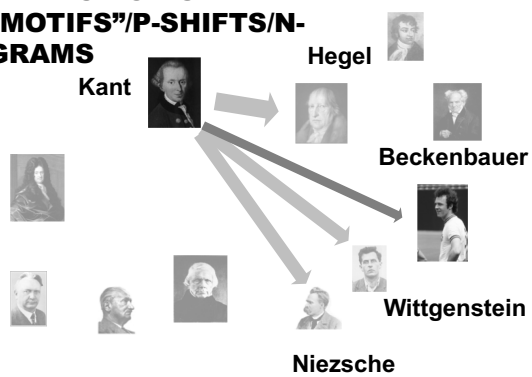 MOTIFS”/P-SHIFTS/N-
GRAMS
Hegel
Kant
Beckenbauer
Wittgenstein
Niezsche